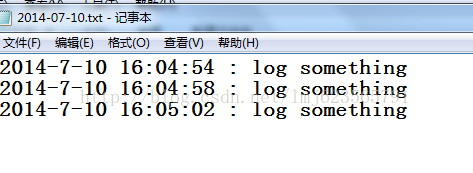 2014-07-10.txt - 记事本
文件(F) 编辑(E) 格式(O) 查看(V) 帮助(H)
2014-7-10 16:04:54 : log something
2014-7-10 16:04:58 : log something
2014-7-10 16:05:02 : log something